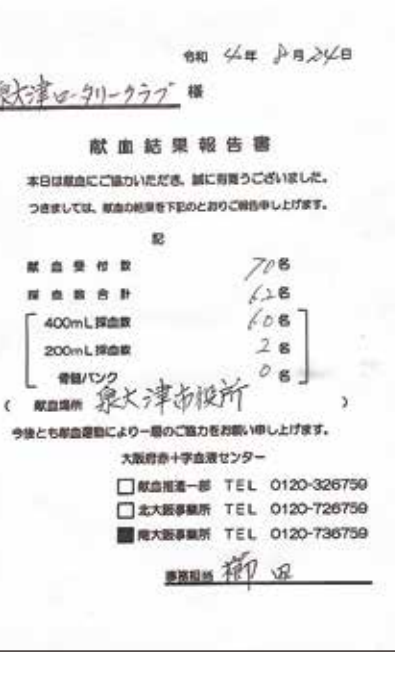 令和 4年 8月24日
泉大津ロータリークラブ 様
献血結果報告書
本日は献血にご協力いただき、誠に有難うございました。
つきましては、献血の結果を下記のとおりご報告申し上げます。
記
献血受付数 70名
採血数合計 62名
400mL採血数 60名
200mL採血数 2名
骨髄バンク 0名
( 献血場所 泉大津市役所 )
今後とも献血運動により一層のご協力をお願い申し上げます。
大阪府赤十字血液センター
□献血推進一部 TEL 0120-326759
□北大阪事業所 TEL 0120-726759
■南大阪事業所 TEL 0120-736759
事務担当 櫛田